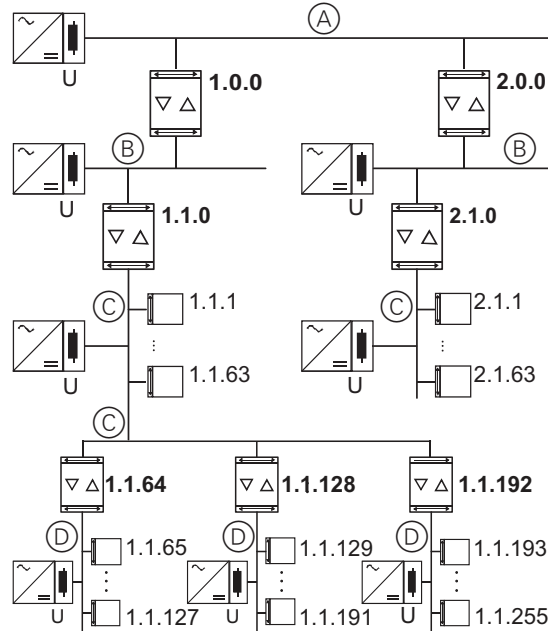 A
U
1.0.0
2.0.0
B
B
U
U
1.1.0
2.1.0
C
1.1.1
C
2.1.1
...
...
U
1.1.63
U
2.1.63
C
1.1.64
1.1.128
1.1.192
D
1.1.65
D
1.1.129
D
1.1.193
U
1.1.127
U
1.1.191
U
1.1.255